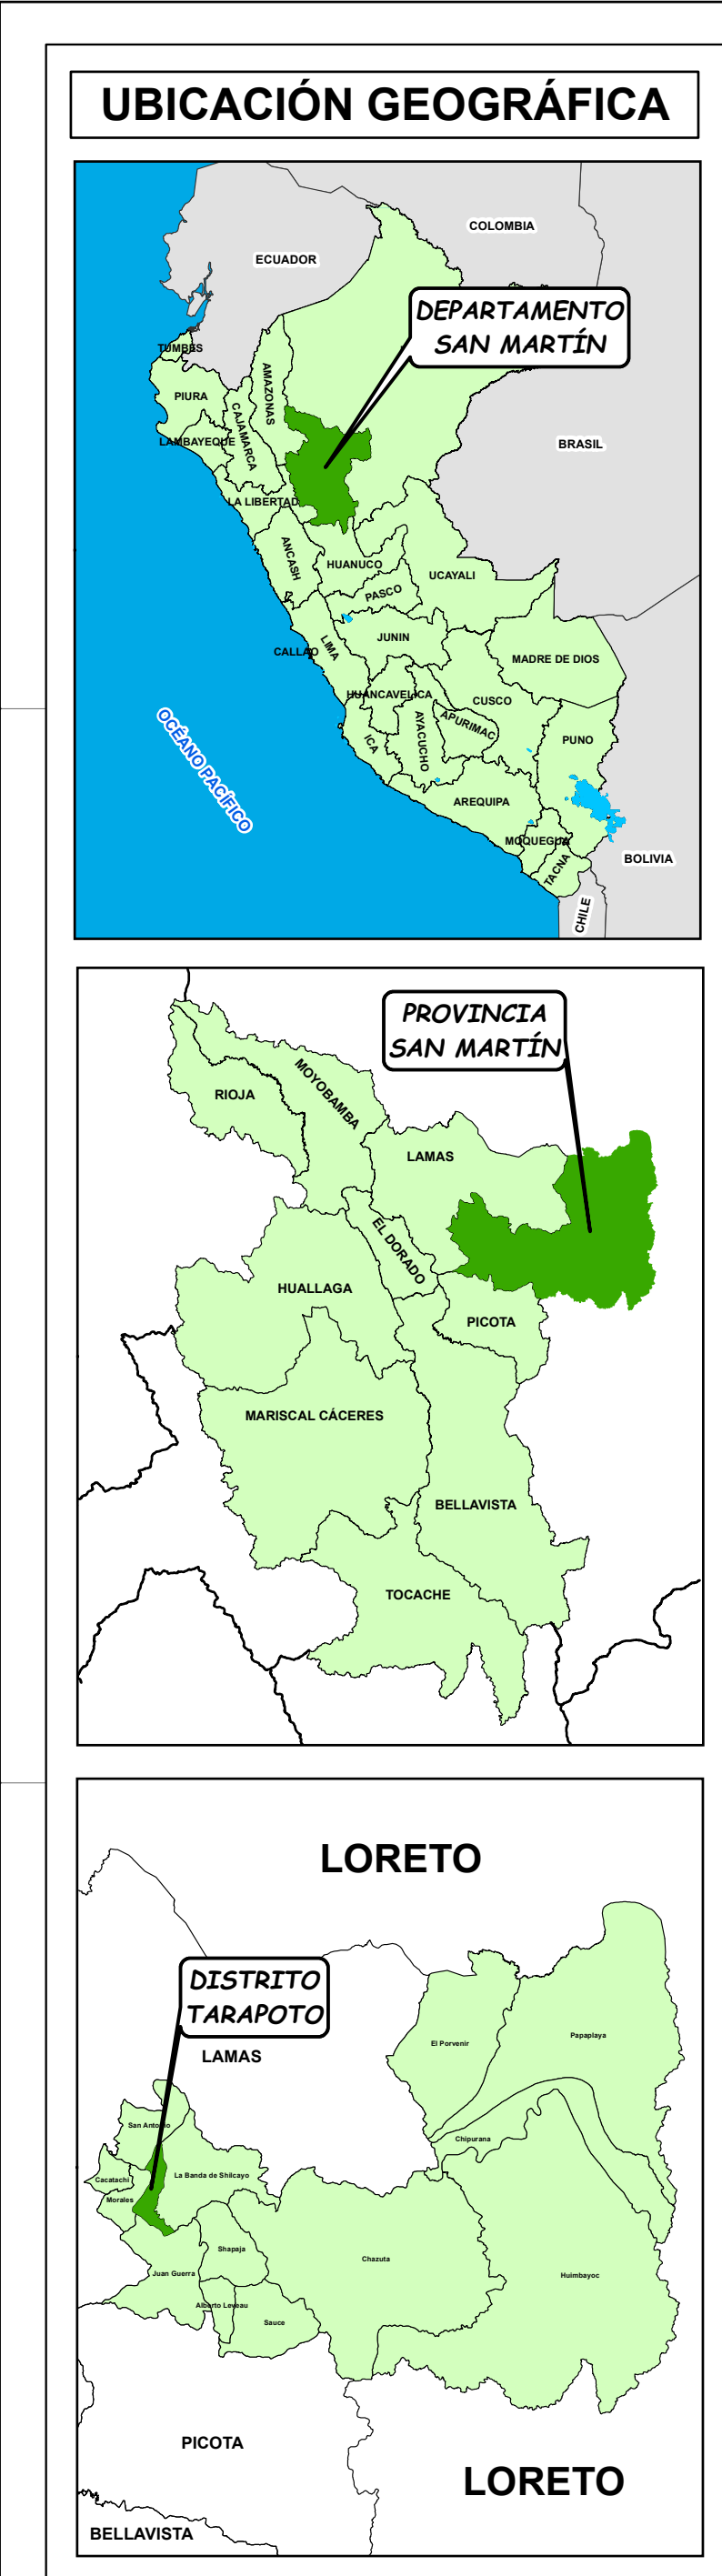 UBICACIÓN GEOGRÁFICA
COLOMBIA
ECUADOR
DEPARTAMENTO
SAN MARTÍN
TUMBES
AMAZONAS
PIURA
CAJAMARCA
LAMBAYEQUE
BRASIL
LA LIBERTAD
ANCASH
HUANUCO
UCAYALI
PASCO
JUNIN
LIMA
CALLAO
MADRE DE DIOS
HUANCAVELICA
CUSCO
AYACUCHO
APURIMAC
ICA
PUNO
OCÉANO PACÍFICO
AREQUIPA
MOQUEGUA
TACNA
BOLIVIA
CHILE
PROVINCIA
SAN MARTÍN
MOYOBAMBA
RIOJA
LAMAS
EL DORADO
HUALLAGA
PICOTA
MARISCAL CÁCERES
BELLAVISTA
TOCACHE
LORETO
DISTRITO
TARAPOTO
LAMAS
El Porvenir
Papaplaya
San Antonio
Chipurana
Cacatachi
La Banda de Shilcayo
Morales
Shapaja
Chazuta
Juan Guerra
Huimbayoc
Alberto Leveau
Sauce
PICOTA
LORETO
BELLAVISTA